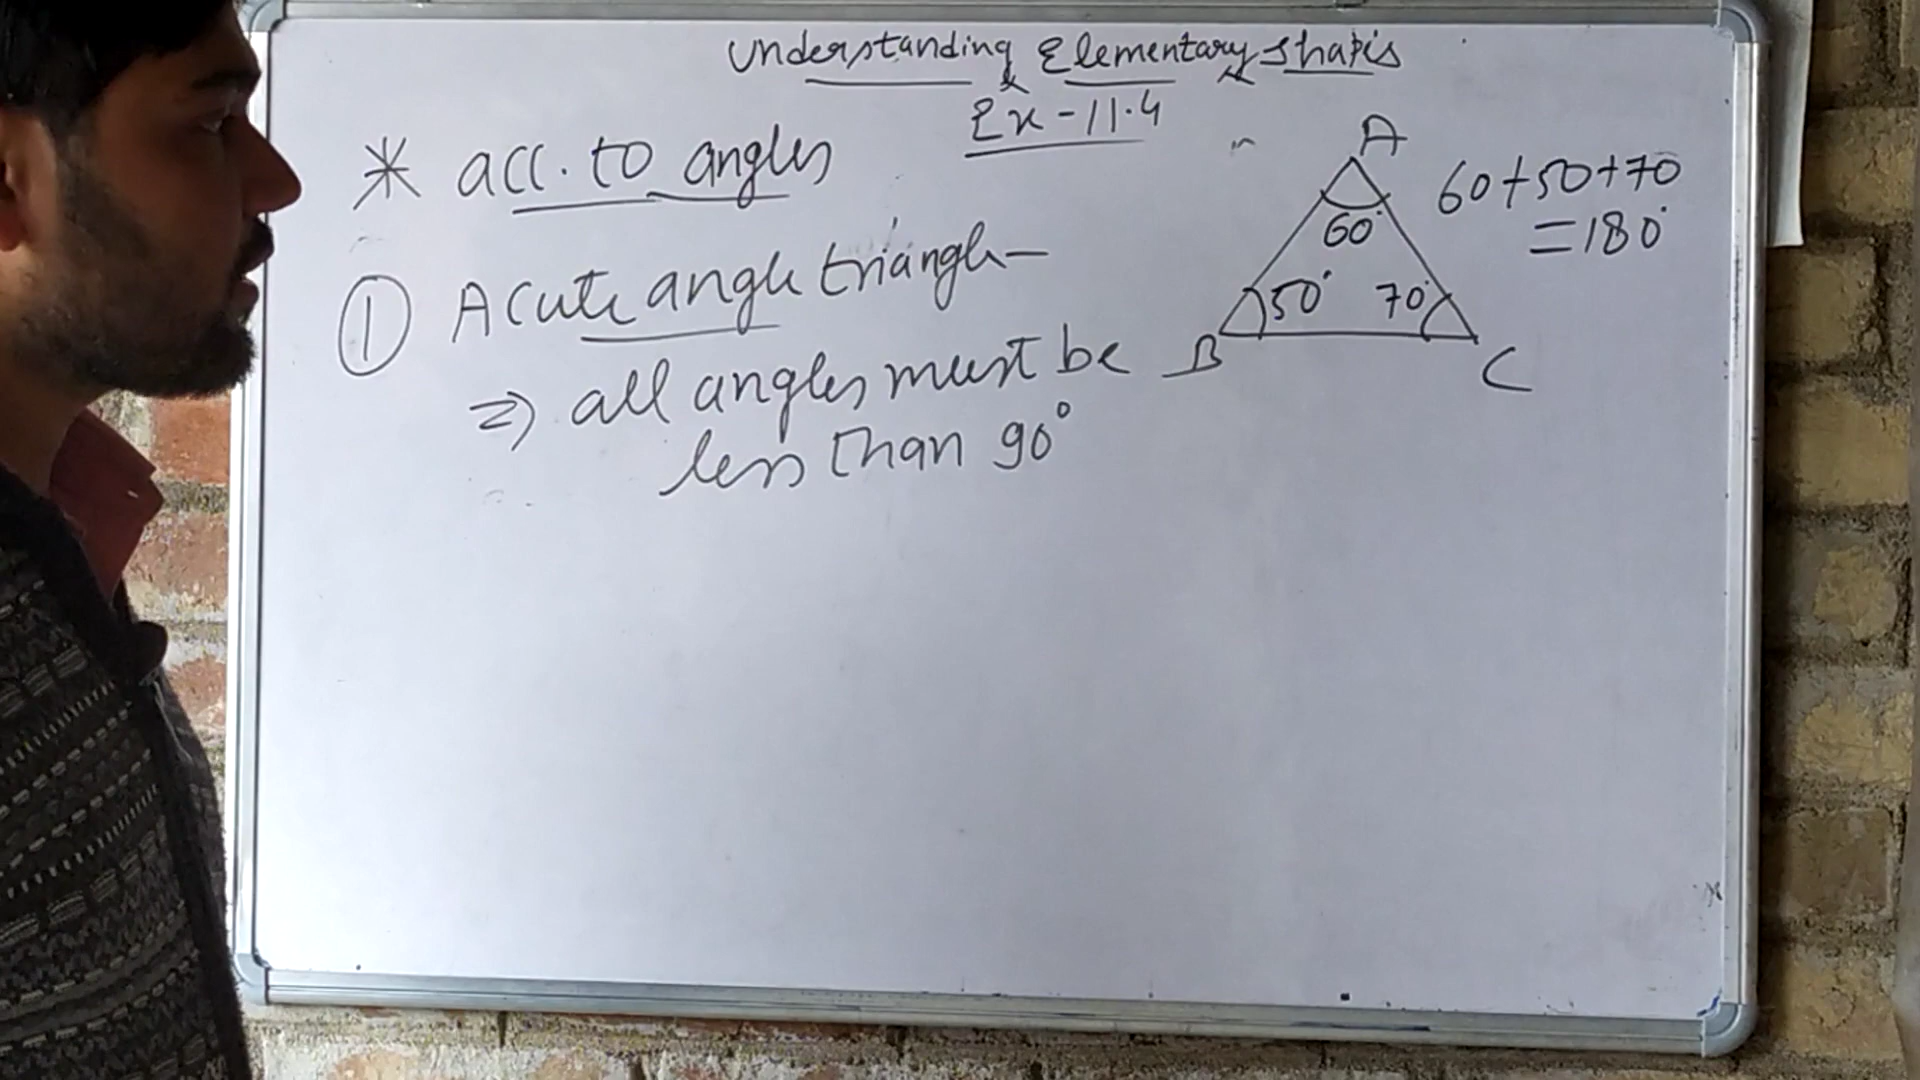 Understanding Elementary Shapes
Ex - 11.4
* acc. to angles
① Acute angle triangle-
⇒ all angles must be
less than 90°
A
60°
50° 70°
B C
60+50+70
=180°